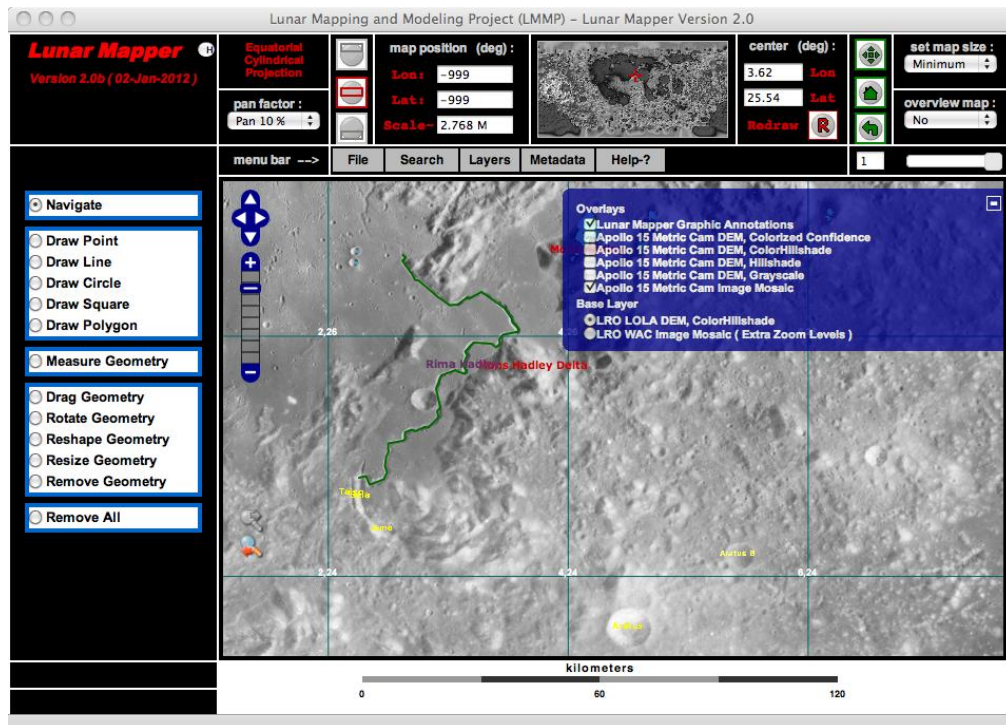 Lunar Mapping and Modeling Project (LMMP) – Lunar Mapper Version 2.0
Lunar Mapper
H
Version 2.0b ( 02-Jan-2012 )
Equatorial
Cylindrical
Projection
pan factor :
Pan 10 %
map position (deg) :
Lon: -999
Lat: -999
Scale- 2.768 M
center (deg) :
3.62 Lon
25.54 Lat
Redraw R
set map size :
Minimum
overview map :
No
menu bar -->
File Search Layers Metadata Help-?
1
Navigate
Draw Point
Draw Line
Draw Circle
Draw Square
Draw Polygon
Measure Geometry
Drag Geometry
Rotate Geometry
Reshape Geometry
Resize Geometry
Remove Geometry
Remove All
Overlays
Lunar Mapper Graphic Annotations
Apollo 15 Metric Cam DEM, Colorized Confidence
Apollo 15 Metric Cam DEM, ColorHillshade
Apollo 15 Metric Cam DEM, Hillshade
Apollo 15 Metric Cam DEM, Grayscale
Apollo 15 Metric Cam Image Mosaic
Base Layer
LRO LOLA DEM, ColorHillshade
LRO WAC Image Mosaic ( Extra Zoom Levels )
2,26
Rima Hadley Delta
Bela
2,24
4,24
6,24
Aratus B
Aratus
kilometers
0 60 120